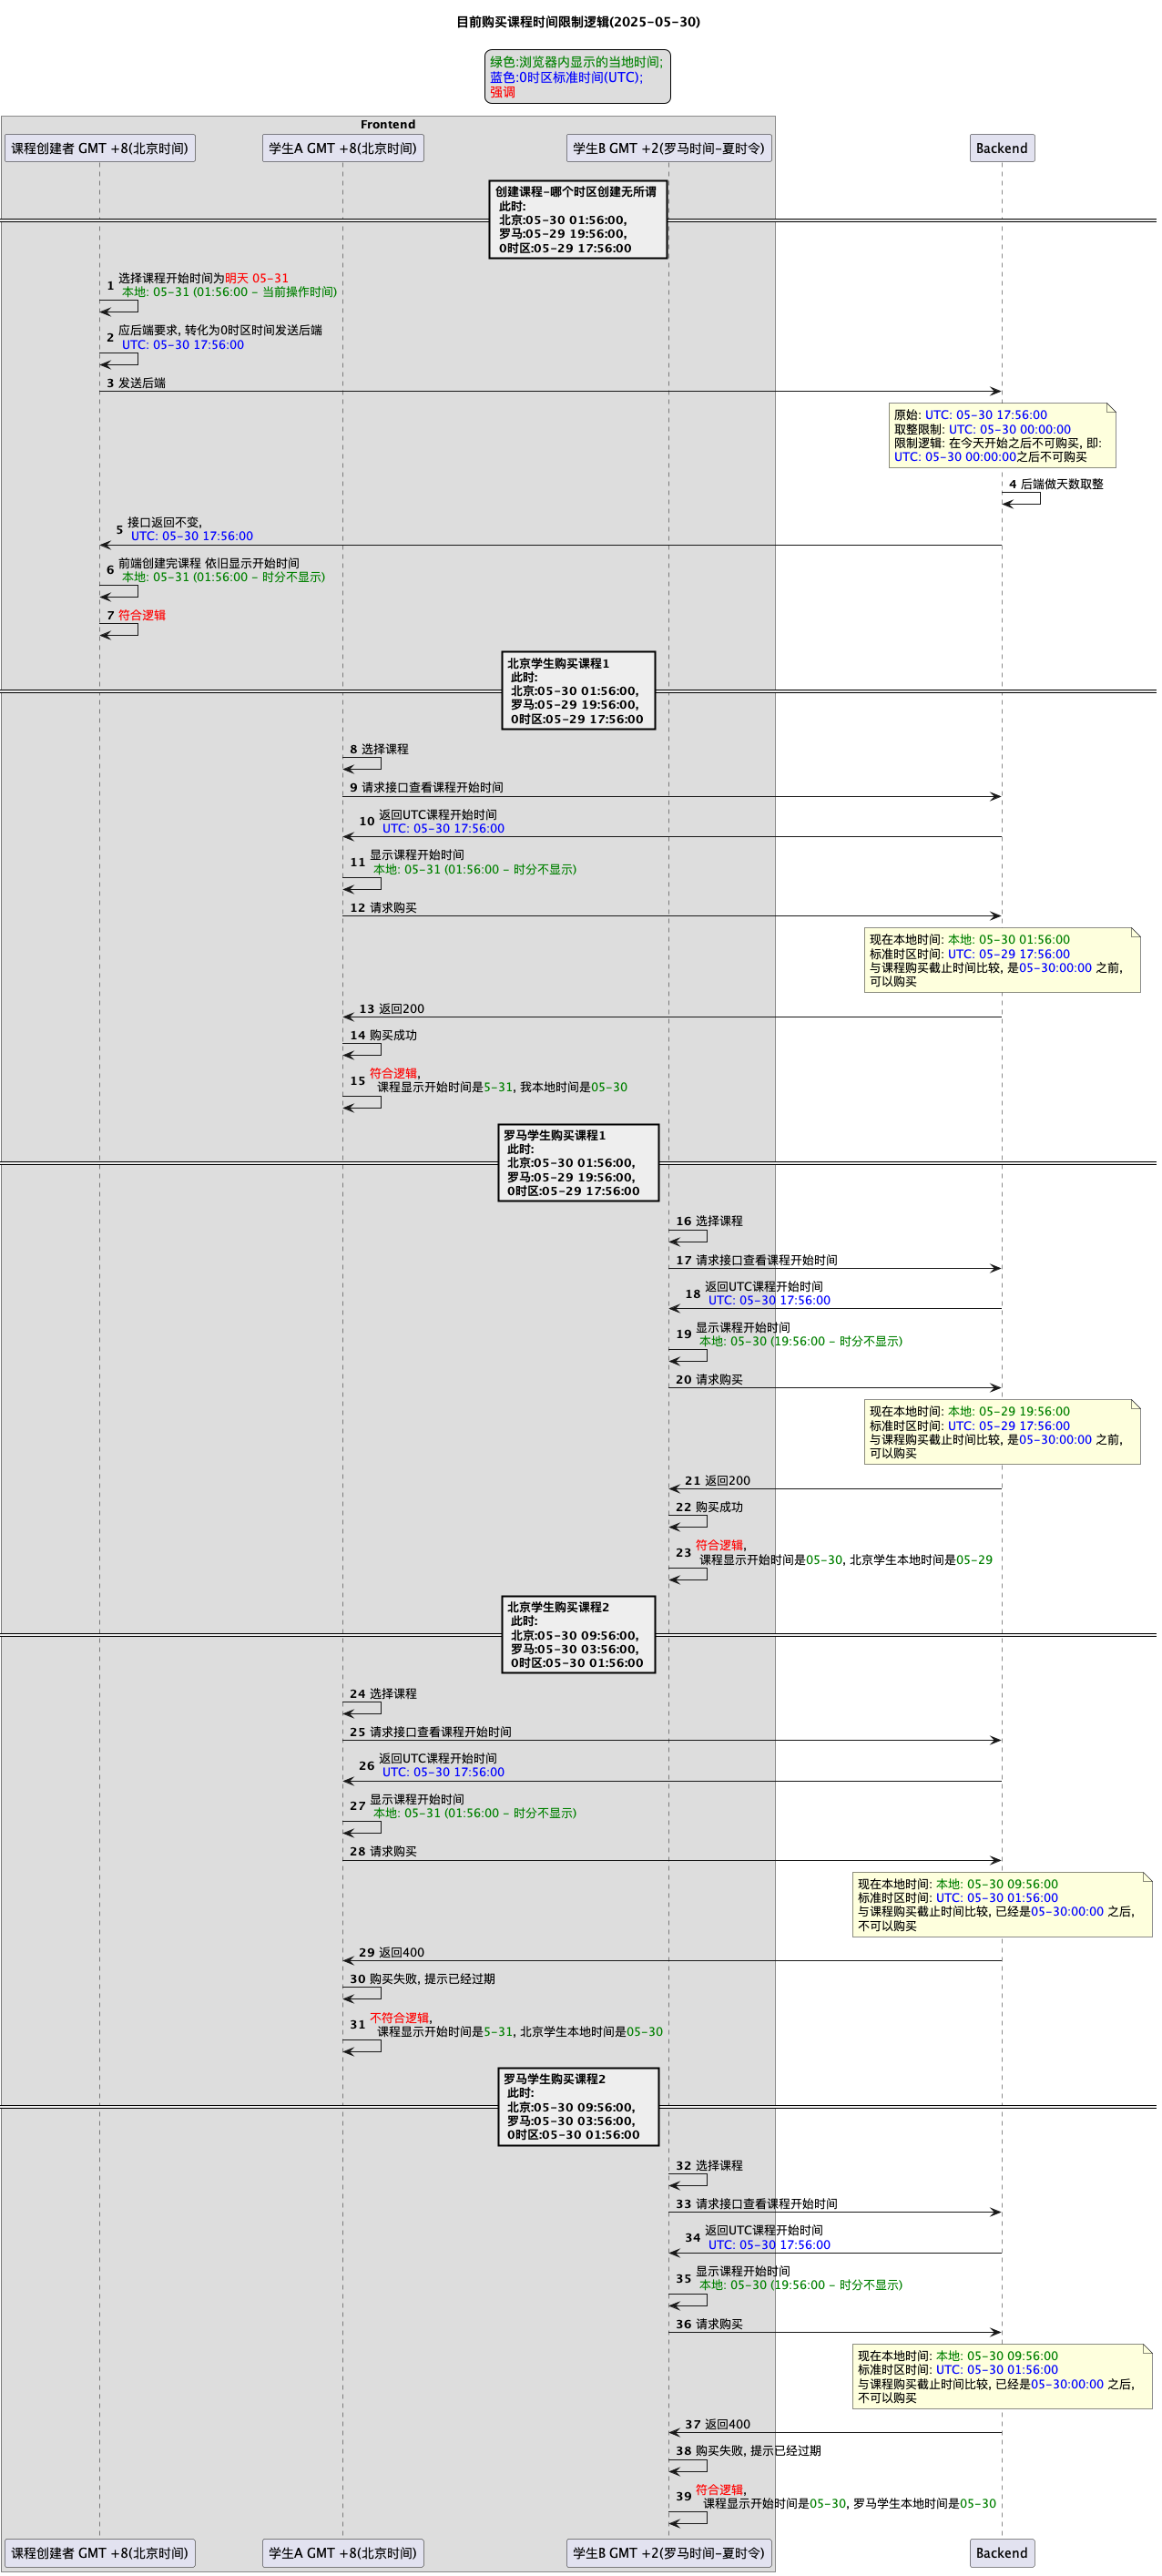 目前购买课程时间限制逻辑(2025-05-30)
绿色:浏览器内显示的当地时间;
蓝色:0时区标准时间(UTC);
强调
Frontend
课程创建者 GMT +8(北京时间)
学生A GMT +8(北京时间)
学生B GMT +2(罗马时间-夏时令)
Backend
创建课程-哪个时区创建无所谓
此时:
北京:05-30 01:56:00,
罗马:05-29 19:56:00,
0时区:05-29 17:56:00
1 选择课程开始时间为明天 05-31
本地: 05-31 (01:56:00 - 当前操作时间)
2 应后端要求, 转化为0时区时间发送后端
UTC: 05-30 17:56:00
3 发送后端
原始: UTC: 05-30 17:56:00
取整限制: UTC: 05-30 00:00:00
限制逻辑: 在今天开始之后不可购买, 即:
UTC: 05-30 00:00:00之后不可购买
4 后端做天数取整
5 接口返回不变,
UTC: 05-30 17:56:00
6 前端创建完课程 依旧显示开始时间
本地: 05-31 (01:56:00 - 时分不显示)
7 符合逻辑
北京学生购买课程1
此时:
北京:05-30 01:56:00,
罗马:05-29 19:56:00,
0时区:05-29 17:56:00
8 选择课程
9 请求接口查看课程开始时间
10 返回UTC课程开始时间
UTC: 05-30 17:56:00
11 显示课程开始时间
本地: 05-31 (01:56:00 - 时分不显示)
12 请求购买
现在本地时间: 本地: 05-30 01:56:00
标准时区时间: UTC: 05-29 17:56:00
与课程购买截止时间比较, 是05-30:00:00 之前,
可以购买
13 返回200
14 购买成功
15 符合逻辑,
课程显示开始时间是5-31, 我本地时间是05-30
罗马学生购买课程1
此时:
北京:05-30 01:56:00,
罗马:05-29 19:56:00,
0时区:05-29 17:56:00
16 选择课程
17 请求接口查看课程开始时间
18 返回UTC课程开始时间
UTC: 05-30 17:56:00
19 显示课程开始时间
本地: 05-30 (19:56:00 - 时分不显示)
20 请求购买
现在本地时间: 本地: 05-29 19:56:00
标准时区时间: UTC: 05-29 17:56:00
与课程购买截止时间比较, 是05-30:00:00 之前,
可以购买
21 返回200
22 购买成功
23 符合逻辑,
课程显示开始时间是05-30, 北京学生本地时间是05-29
北京学生购买课程2
此时:
北京:05-30 09:56:00,
罗马:05-30 03:56:00,
0时区:05-30 01:56:00
24 选择课程
25 请求接口查看课程开始时间
26 返回UTC课程开始时间
UTC: 05-30 17:56:00
27 显示课程开始时间
本地: 05-31 (01:56:00 - 时分不显示)
28 请求购买
现在本地时间: 本地: 05-30 09:56:00
标准时区时间: UTC: 05-30 01:56:00
与课程购买截止时间比较, 已经是05-30:00:00 之后,
不可以购买
29 返回400
30 购买失败, 提示已经过期
31 不符合逻辑,
课程显示开始时间是5-31, 北京学生本地时间是05-30
罗马学生购买课程2
此时:
北京:05-30 09:56:00,
罗马:05-30 03:56:00,
0时区:05-30 01:56:00
32 选择课程
33 请求接口查看课程开始时间
34 返回UTC课程开始时间
UTC: 05-30 17:56:00
35 显示课程开始时间
本地: 05-30 (19:56:00 - 时分不显示)
36 请求购买
现在本地时间: 本地: 05-30 09:56:00
标准时区时间: UTC: 05-30 01:56:00
与课程购买截止时间比较, 已经是05-30:00:00 之后,
不可以购买
37 返回400
38 购买失败, 提示已经过期
39 符合逻辑,
课程显示开始时间是05-30, 罗马学生本地时间是05-30
课程创建者 GMT +8(北京时间)
学生A GMT +8(北京时间)
学生B GMT +2(罗马时间-夏时令)
Backend